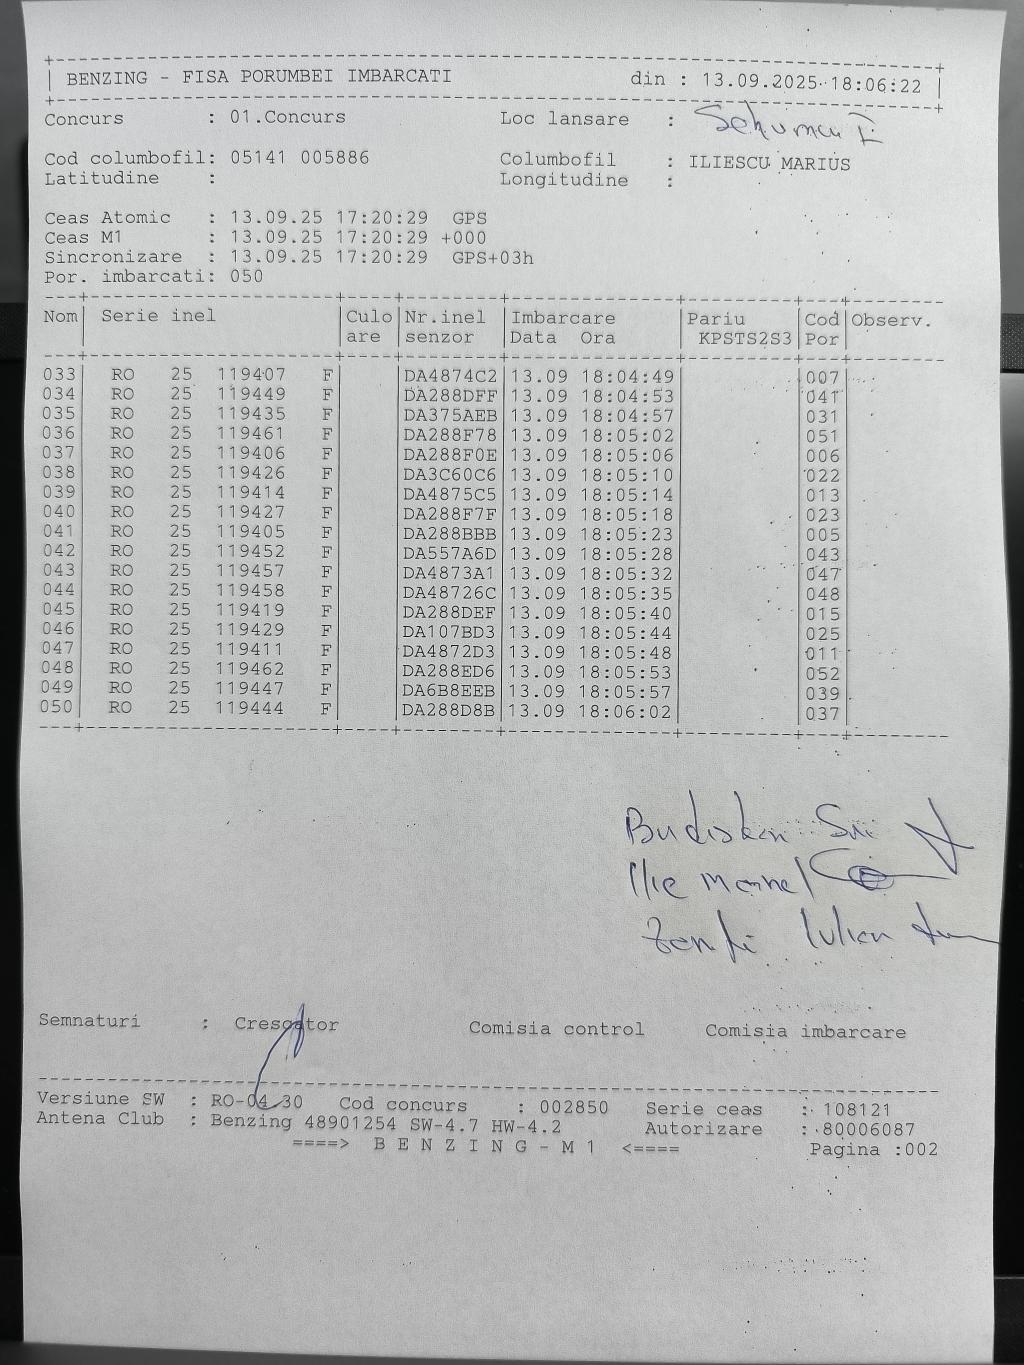 BENZING - FISA PORUMBEI IMBARCATI din : 13.09.2025 18:06:22
Concurs : 01.Concurs Loc lansare :
Cod columbofil: 05141 005886 Columbofil : ILIESCU MARIUS
Latitudine : Longitudine :
Ceas Atomic : 13.09.25 17:20:29 GPS
Ceas M1 : 13.09.25 17:20:29 +000
Sincronizare : 13.09.25 17:20:29 GPS+03h
Por. imbarcati: 050
Nom Serie inel Culo Nr.inel Imbarcare Pariu Cod Observ.
are senzor Data Ora KPSTS2S3 Por
033 RO 25 119407 F DA4874C2 13.09 18:04:49 007
034 RO 25 119449 F DA288DFF 13.09 18:04:53 041
035 RO 25 119435 F DA375AEB 13.09 18:04:57 031
036 RO 25 119461 F DA288F78 13.09 18:05:02 051
037 RO 25 119406 F DA288F0E 13.09 18:05:06 006
038 RO 25 119426 F DA3C60C6 13.09 18:05:10 022
039 RO 25 119414 F DA4875C5 13.09 18:05:14 013
040 RO 25 119427 F DA288F7F 13.09 18:05:18 023
041 RO 25 119405 F DA288BBB 13.09 18:05:23 005
042 RO 25 119452 F DA557A6D 13.09 18:05:28 043
043 RO 25 119457 F DA4873A1 13.09 18:05:32 047
044 RO 25 119458 F DA48726C 13.09 18:05:35 048
045 RO 25 119419 F DA288DEF 13.09 18:05:40 015
046 RO 25 119429 F DA107BD3 13.09 18:05:44 025
047 RO 25 119411 F DA4872D3 13.09 18:05:48 011
048 RO 25 119462 F DA288ED6 13.09 18:05:53 052
049 RO 25 119447 F DA6B8EEB 13.09 18:05:57 039
050 RO 25 119444 F DA288D8B 13.09 18:06:02 037
Ilie
Iulian
Semnaturi : Crescator Comisia control Comisia imbarcare
Versiune SW : RO-04.30 Cod concurs : 002850 Serie ceas : 108121
Antena Club : Benzing 48901254 SW-4.7 HW-4.2 Autorizare : 80006087
====> B E N Z I N G - M 1 <==== Pagina :002